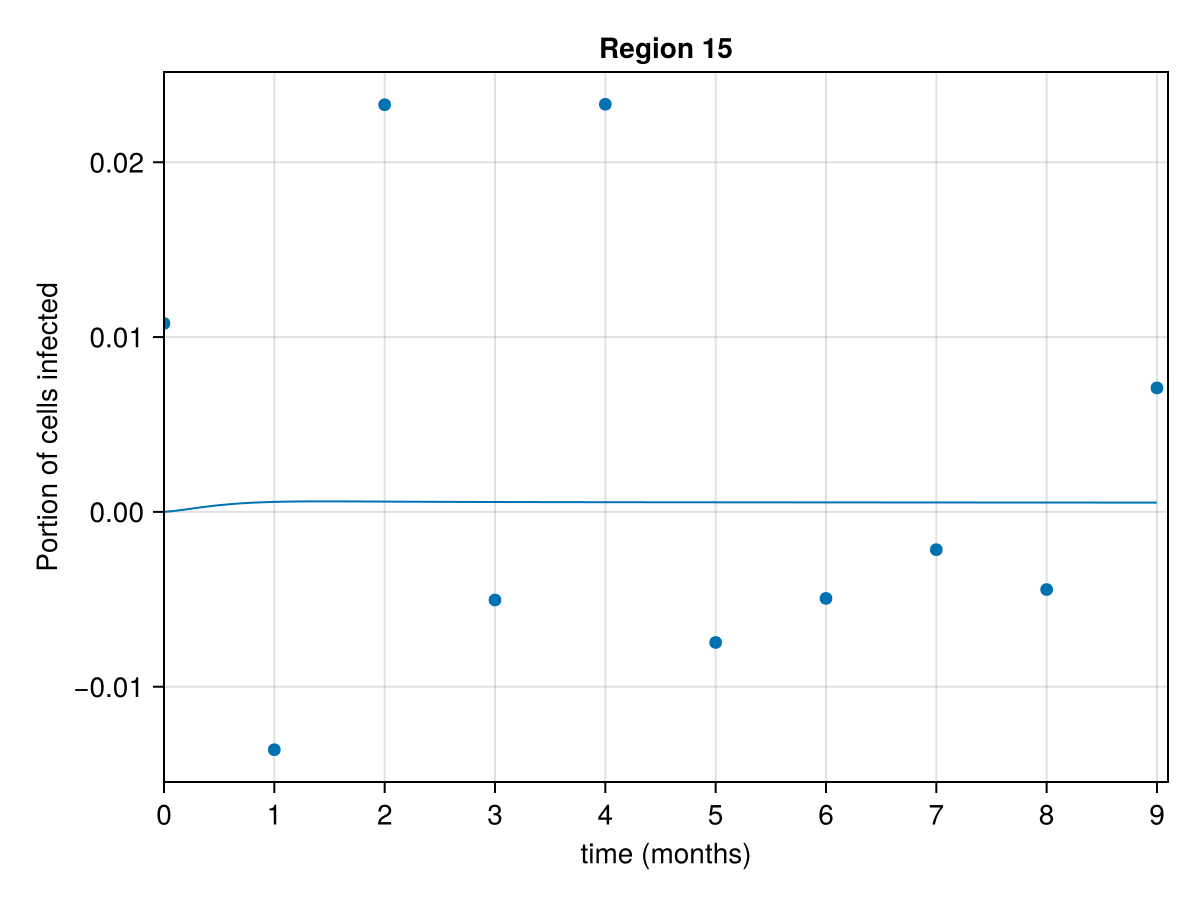 Region 15
Portion of cells infected
0.02
0.01
0.00
−0.01
0 1 2 3 4 5 6 7 8 9
time (months)